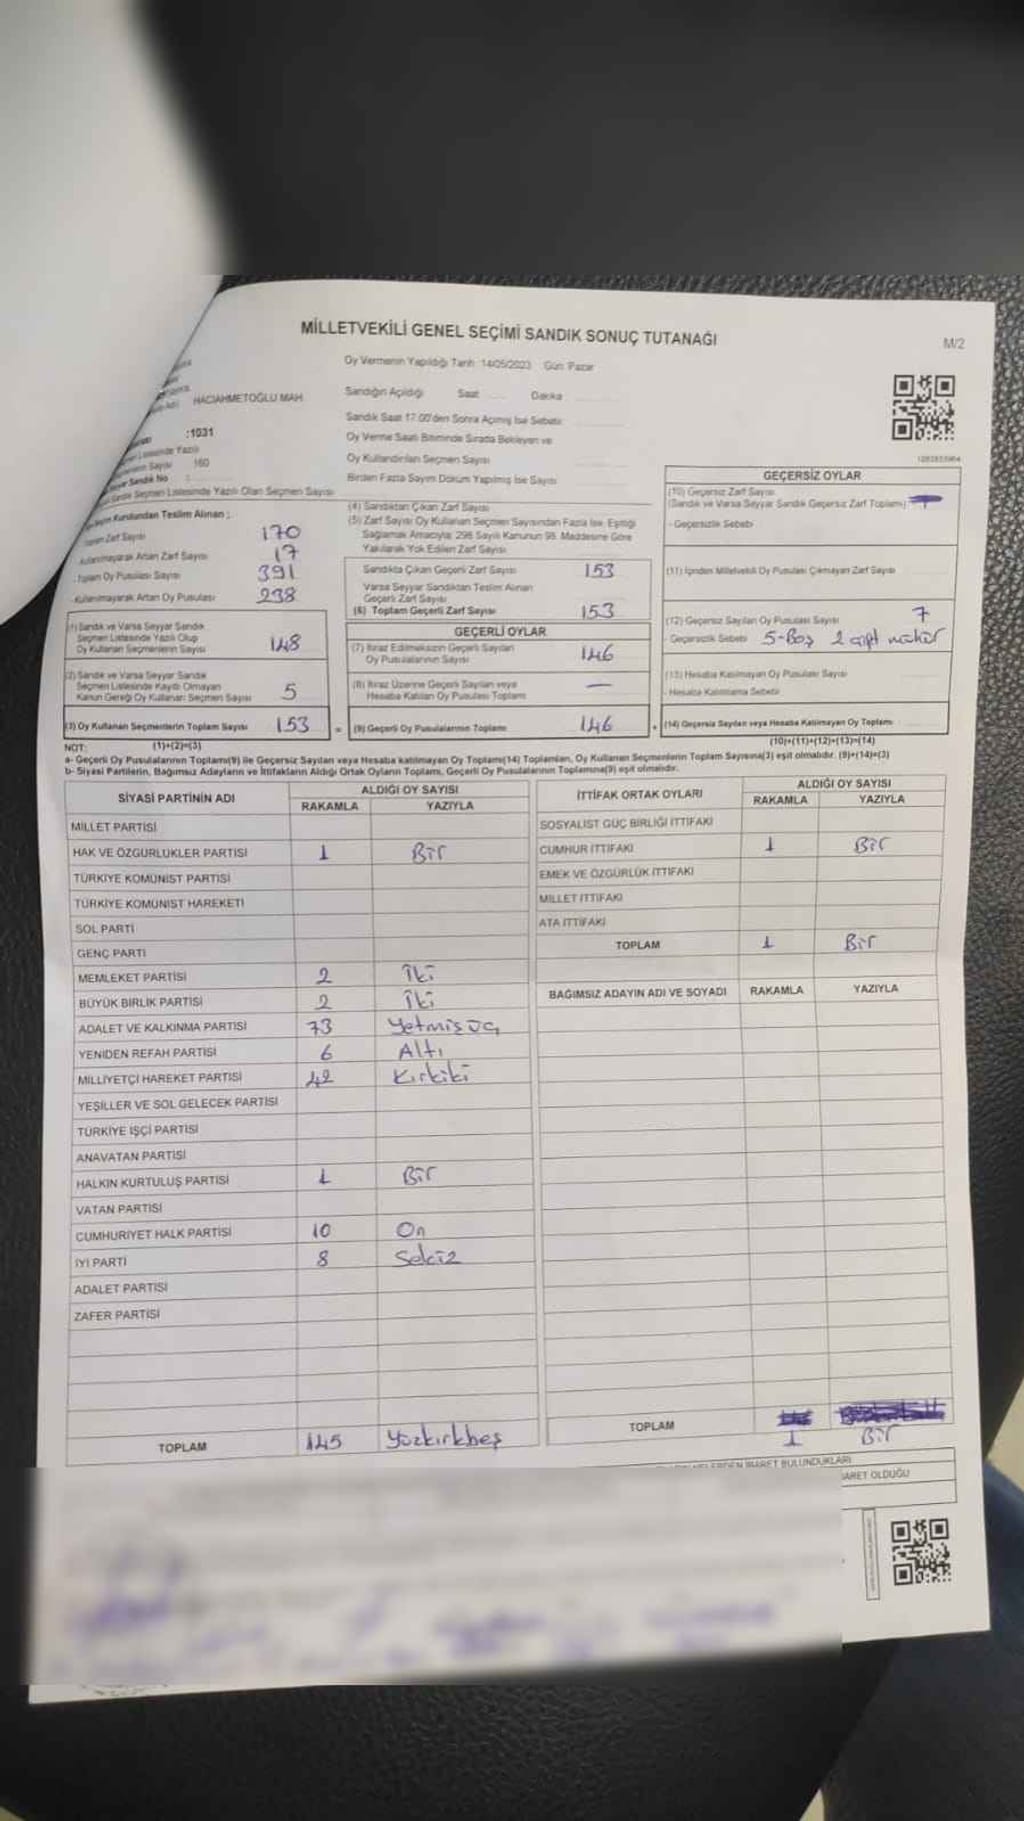 MİLLETVEKİLİ GENEL SEÇİMİ SANDIK SONUÇ TUTANAĞI
M/2
Oy Vermenin Yapıldığı Tarih 14/05/2023 Gün Pazar
HACIAHMETOĞLU MAH.
Sandığın Açıldığı Saat Dakika
Sandık Saat 17.00'den Sonra Açılmış İse Sebebi
:1031
Oy Verme Saati Bitiminde Sırada Bekleyen ve
Oy Kullandırılan Seçmen Sayısı
Listesinde Yazılı
Seçmen Sayısı 160
Birden Fazla Sayım Döküm Yapılmış İse Sayısı
Sandık No
Seçmen Listesinde Yazılı Olan Seçmen Sayısı
Kurulundan Teslim Alınan ;
Zarf Sayısı 170
Kullanılmayarak Artan Zarf Sayısı 17
Toplam Oy Pusulası Sayısı 391
Kullanılmayarak Artan Oy Pusulası 238
(1) Sandık ve Varsa Seyyar Sandık
Seçmen Listesinde Yazılı Olup
Oy Kullanan Seçmenlerin Sayısı 148
(2) Sandık ve Varsa Seyyar Sandık
Seçmen Listesinde Kayıtlı Olmayan
Kanun Gereği Oy Kullanan Seçmen Sayısı 5
(3) Oy Kullanan Seçmenlerin Toplam Sayısı 153 =
(4) Sandıktan Çıkan Zarf Sayısı
(5) Zarf Sayısı Oy Kullanan Seçmen Sayısından Fazla İse, Eşitliği
Sağlamak Amacıyla; 298 Sayılı Kanunun 98. Maddesine Göre
Yakılarak Yok Edilen Zarf Sayısı
Sandıkta Çıkan Geçerli Zarf Sayısı 153
Varsa Seyyar Sandıktan Teslim Alınan
Geçerli Zarf Sayısı
(6) Toplam Geçerli Zarf Sayısı 153
GEÇERLİ OYLAR
(7) İtiraz Edilmeksizin Geçerli Sayılan
Oy Pusulalarının Sayısı 146
(8) İtiraz Üzerine Geçerli Sayılan veya
Hesaba Katılan Oy Pusulası Toplamı —
(9) Geçerli Oy Pusulalarının Toplamı 146 +
GEÇERSİZ OYLAR
(10) Geçersiz Zarf Sayısı
(Sandık ve Varsa Seyyar Sandık Geçersiz Zarf Toplamı)
- Geçersizlik Sebebi
(11) İçinden Milletvekili Oy Pusulası Çıkmayan Zarf Sayısı
(12) Geçersiz Sayılan Oy Pusulası Sayısı 7
Geçersizlik Sebebi 5-Boş 2 çift mühür
(13) Hesaba Katılmayan Oy Pusulası Sayısı
- Hesaba Katılmama Sebebi
(14) Geçersiz Sayılan veya Hesaba Katılmayan Oy Toplamı
(10)+(11)+(12)+(13)=(14)
NOT: (1)+(2)=(3)
a- Geçerli Oy Pusulalarının Toplamı(9) ile Geçersiz Sayılan veya Hesaba katılmayan Oy Toplamı(14) Toplamları, Oy Kullanan Seçmenlerin Toplam Sayısına(3) eşit olmalıdır. (9)+(14)=(3)
b- Siyasi Partilerin, Bağımsız Adayların ve İttifakların Aldığı Ortak Oyların Toplamı, Geçerli Oy Pusulalarının Toplamına(9) eşit olmalıdır.
SİYASİ PARTİNİN ADI ALDIĞI OY SAYISI
RAKAMLA YAZIYLA
MİLLET PARTİSİ
HAK VE ÖZGÜRLÜKLER PARTİSİ 1 Bir
TÜRKİYE KOMÜNİST PARTİSİ
TÜRKİYE KOMÜNİST HAREKETİ
SOL PARTİ
GENÇ PARTİ
MEMLEKET PARTİSİ 2 İki
BÜYÜK BİRLİK PARTİSİ 2 İki
ADALET VE KALKINMA PARTİSİ 73 Yetmişüç
YENİDEN REFAH PARTİSİ 6 Altı
MİLLİYETÇİ HAREKET PARTİSİ 42 Kırkiki
YEŞİLLER VE SOL GELECEK PARTİSİ
TÜRKİYE İŞÇİ PARTİSİ
ANAVATAN PARTİSİ
HALKIN KURTULUŞ PARTİSİ 1 Bir
VATAN PARTİSİ
CUMHURİYET HALK PARTİSİ 10 On
İYİ PARTİ 8 Sekiz
ADALET PARTİSİ
ZAFER PARTİSİ
TOPLAM 145 Yüzkırkbeş
İTTİFAK ORTAK OYLARI ALDIĞI OY SAYISI
RAKAMLA YAZIYLA
SOSYALİST GÜÇ BİRLİĞİ İTTİFAKI
CUMHUR İTTİFAKI 1 Bir
EMEK VE ÖZGÜRLÜK İTTİFAKI
MİLLET İTTİFAKI
ATA İTTİFAKI
TOPLAM 1 Bir
BAĞIMSIZ ADAYIN ADI VE SOYADI RAKAMLA YAZIYLA
TOPLAM 1 Bir
İBARET BULUNDUKLARI
OLDUĞU